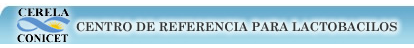 CERELA
CONICET
CENTRO DE REFERENCIA PARA LACTOBACILOS